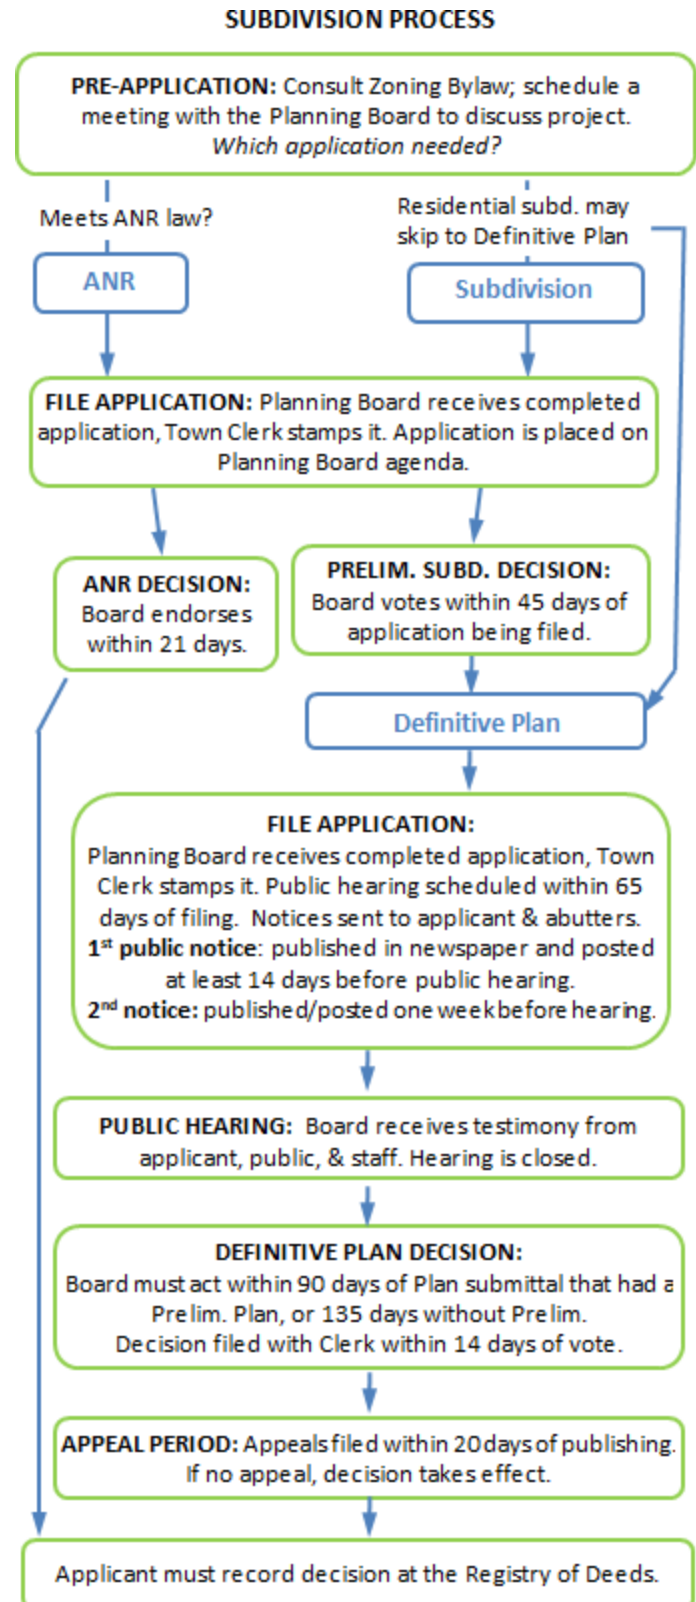 SUBDIVISION PROCESS
PRE-APPLICATION: Consult Zoning Bylaw; schedule a
meeting with the Planning Board to discuss project.
Which application needed?
Meets ANR law?
Residential subd. may
skip to Definitive Plan
ANR
Subdivision
FILE APPLICATION: Planning Board receives completed
application, Town Clerk stamps it. Application is placed on
Planning Board agenda.
ANR DECISION:
Board endorses
within 21 days.
PRELIM. SUBD. DECISION:
Board votes within 45 days of
application being filed.
Definitive Plan
FILE APPLICATION:
Planning Board receives completed application, Town
Clerk stamps it. Public hearing scheduled within 65
days of filing. Notices sent to applicant & abutters.
1st public notice: published in newspaper and posted
at least 14 days before public hearing.
2nd notice: published/posted one week before hearing.
PUBLIC HEARING: Board receives testimony from
applicant, public, & staff. Hearing is closed.
DEFINITIVE PLAN DECISION:
Board must act within 90 days of Plan submittal that had a
Prelim. Plan, or 135 days without Prelim.
Decision filed with Clerk within 14 days of vote.
APPEAL PERIOD: Appeals filed within 20 days of publishing.
If no appeal, decision takes effect.
Applicant must record decision at the Registry of Deeds.